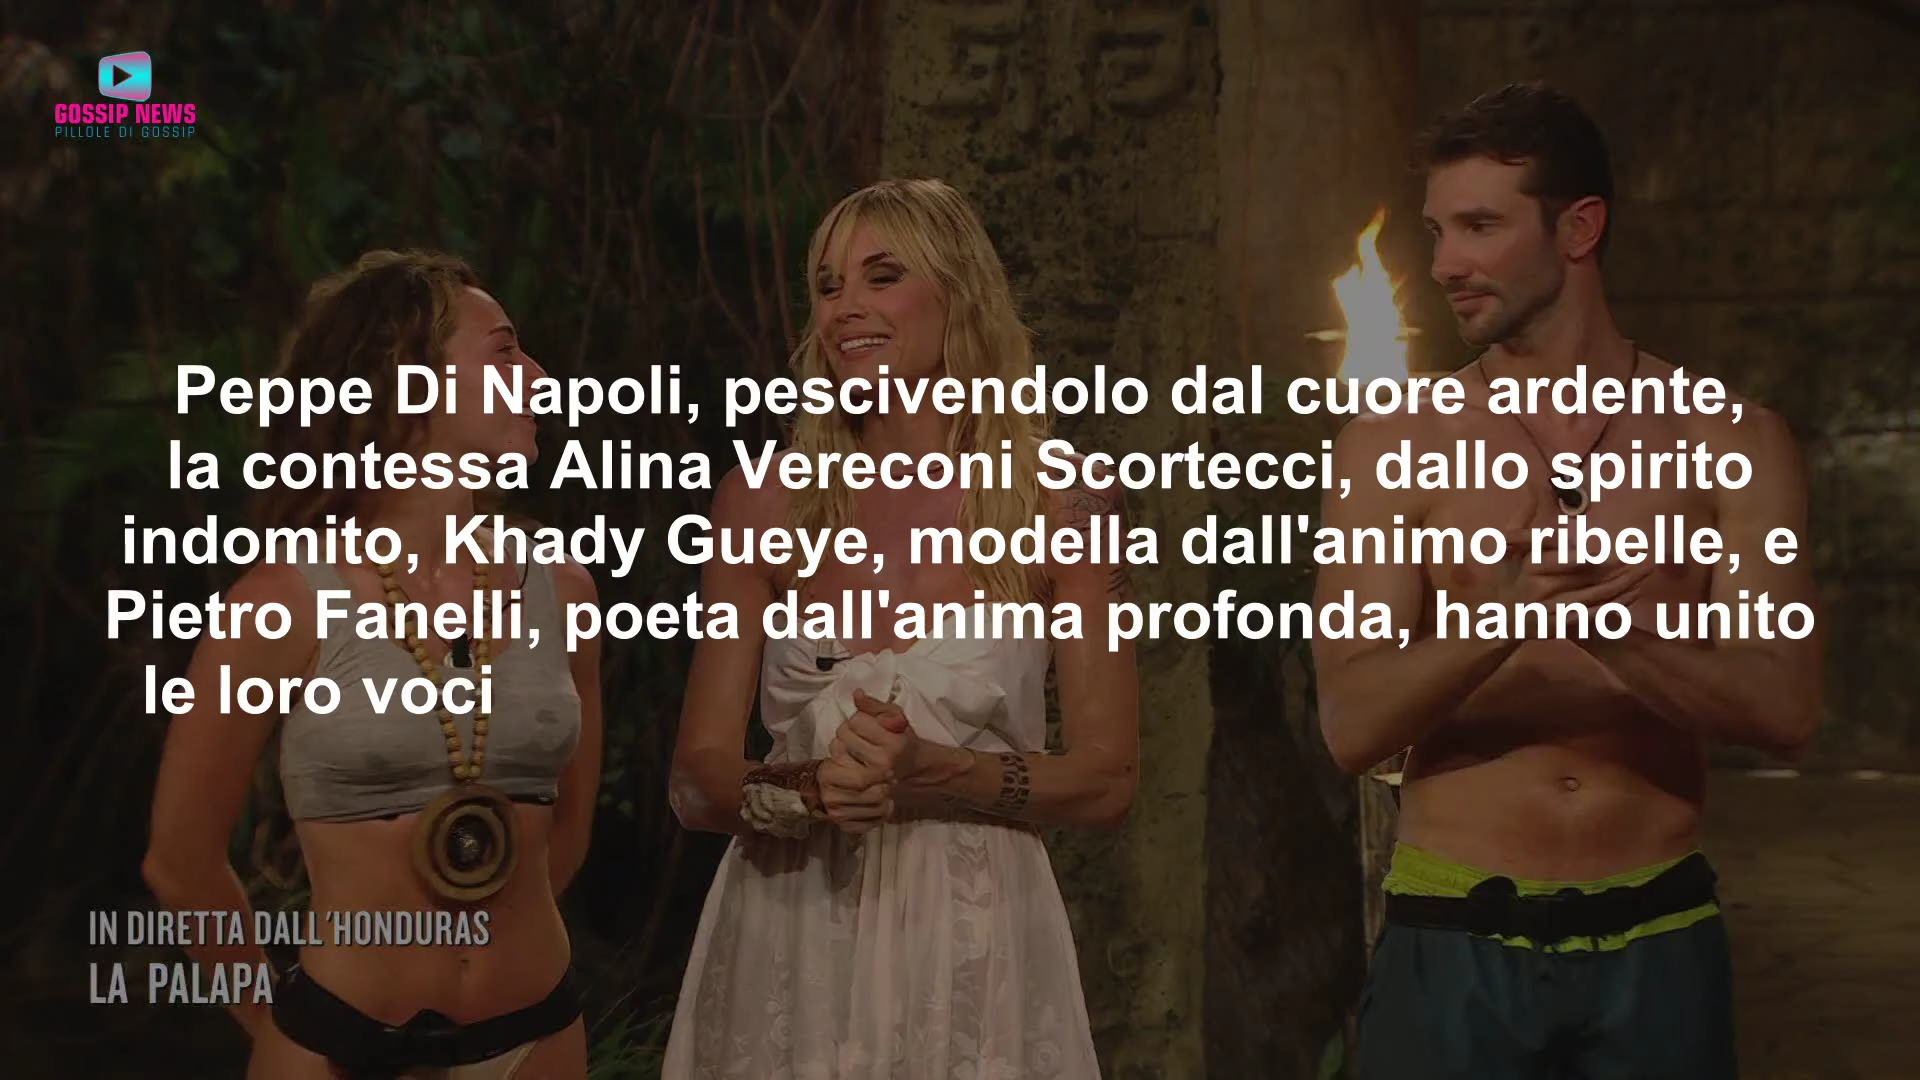 GOSSIP NEWS
PILLOLE DI GOSSIP
Peppe Di Napoli, pescivendolo dal cuore ardente,
la contessa Alina Vereconi Scortecci, dallo spirito
indomito, Khady Gueye, modella dall'animo ribelle, e
Pietro Fanelli, poeta dall'anima profonda, hanno unito
le loro voci
IN DIRETTA DALL'HONDURAS
LA PALAPA